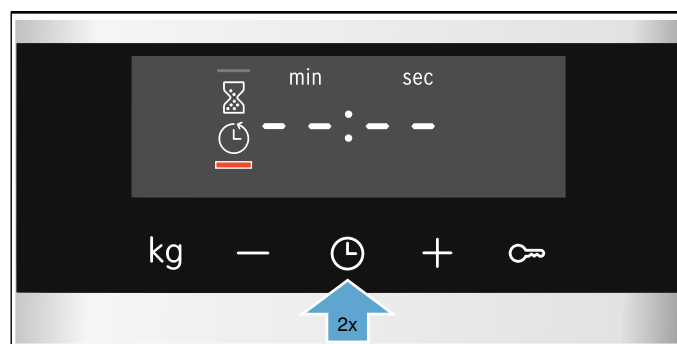 min sec
--:--
kg − +
2x